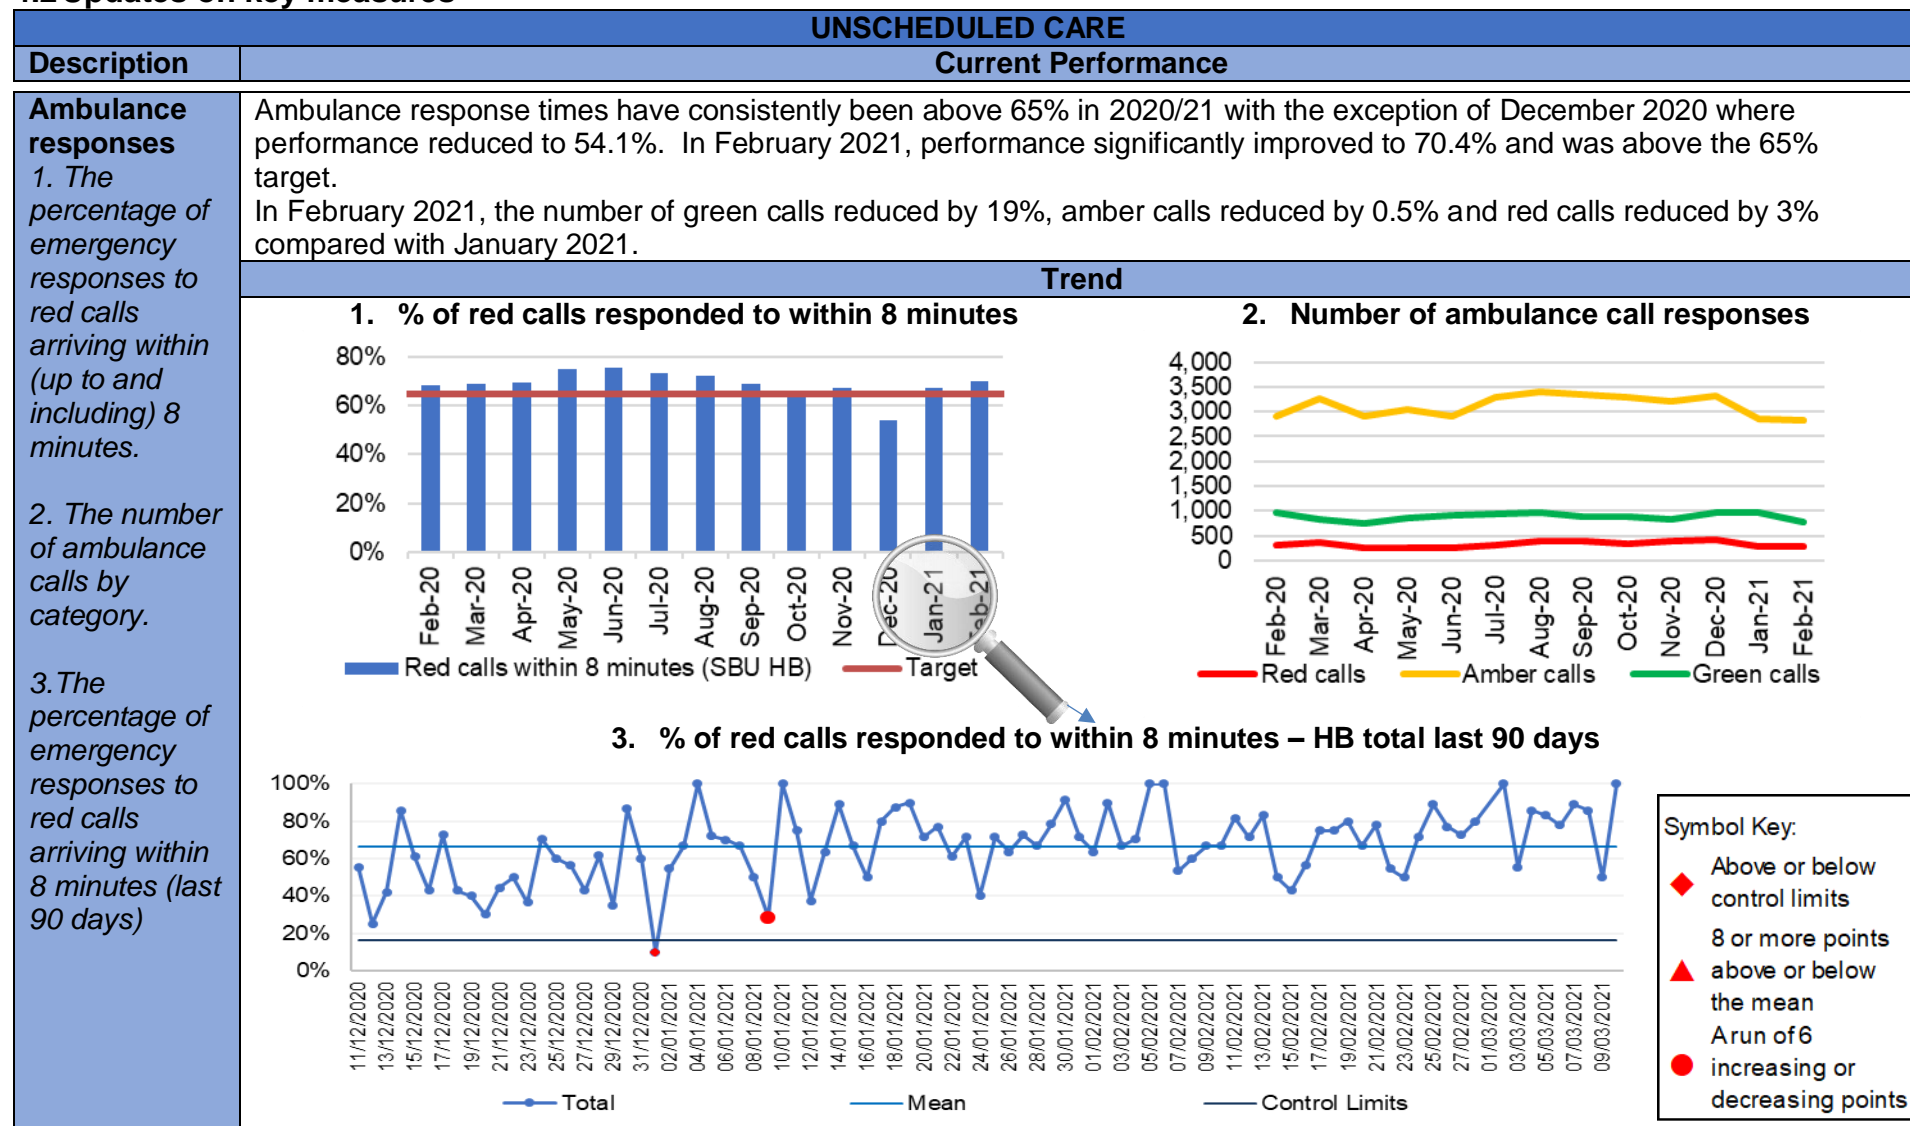 4.2 Updates on key measures
UNSCHEDULED CARE
Description
Current Performance
Ambulance
responses
1. The
percentage of
emergency
responses to
red calls
arriving within
(up to and
including) 8
minutes.
2. The number
of ambulance
calls by
category.
3.The
percentage of
emergency
responses to
red calls
arriving within
8 minutes (last
90 days)
Ambulance response times have consistently been above 65% in 2020/21 with the exception of December 2020 where
performance reduced to 54.1%. In February 2021, performance significantly improved to 70.4% and was above the 65%
target.
In February 2021, the number of green calls reduced by 19%, amber calls reduced by 0.5% and red calls reduced by 3%
compared with January 2021.
Trend
1. % of red calls responded to within 8 minutes
80%
60%
40%
20%
0%
Feb-20
Mar-20
Apr-20
May-20
Jun-20
Jul-20
Aug-20
Sep-20
Oct-20
Nov-20
Dec-20
Jan-21
Feb-21
Red calls within 8 minutes (SBU HB)
Target
2. Number of ambulance call responses
4,000
3,500
3,000
2,500
2,000
1,500
1,000
500
0
Feb-20
Mar-20
Apr-20
May-20
Jun-20
Jul-20
Aug-20
Sep-20
Oct-20
Nov-20
Dec-20
Jan-21
Feb-21
Red calls
Amber calls
Green calls
3. % of red calls responded to within 8 minutes – HB total last 90 days
100%
80%
60%
40%
20%
0%
11/12/2020
13/12/2020
15/12/2020
17/12/2020
19/12/2020
21/12/2020
23/12/2020
25/12/2020
27/12/2020
29/12/2020
31/12/2020
02/01/2021
04/01/2021
06/01/2021
08/01/2021
10/01/2021
12/01/2021
14/01/2021
16/01/2021
18/01/2021
20/01/2021
22/01/2021
24/01/2021
26/01/2021
28/01/2021
30/01/2021
01/02/2021
03/02/2021
05/02/2021
07/02/2021
09/02/2021
11/02/2021
13/02/2021
15/02/2021
17/02/2021
19/02/2021
21/02/2021
23/02/2021
25/02/2021
27/02/2021
01/03/2021
03/03/2021
05/03/2021
07/03/2021
09/03/2021
Total
Mean
Control Limits
Symbol Key:
Above or below
control limits
8 or more points
above or below
the mean
A run of 6
increasing or
decreasing points